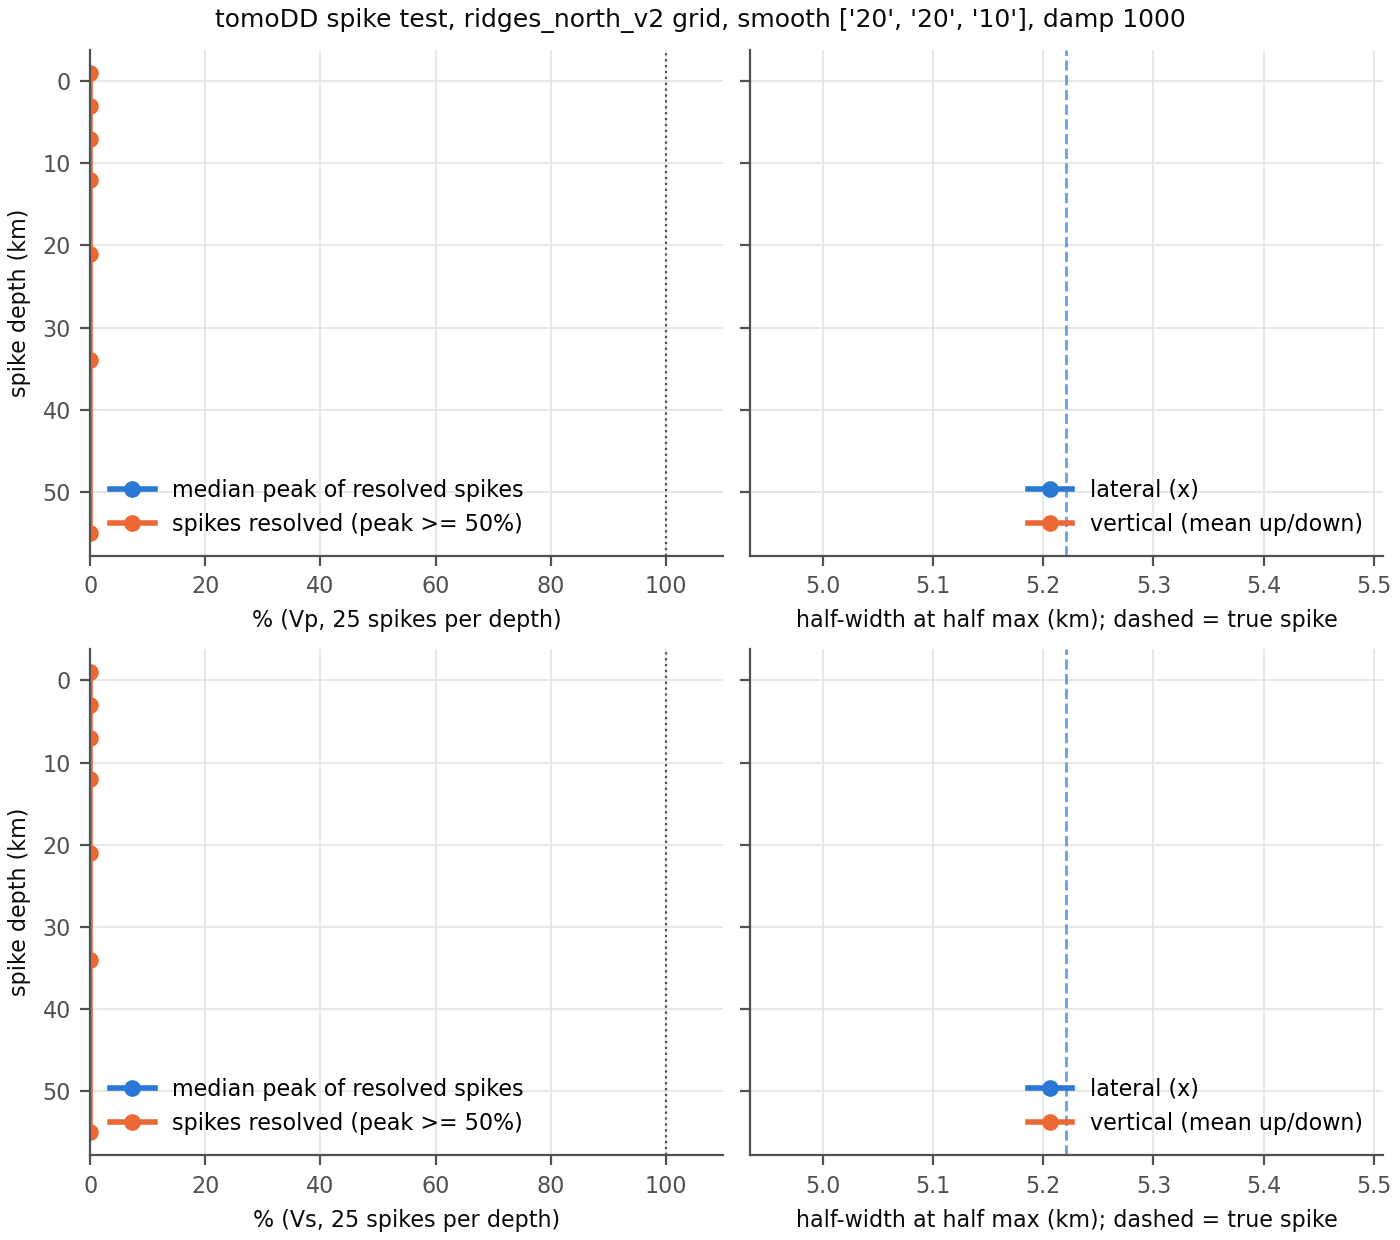 tomoDD spike test, ridges_north_v2 grid, smooth ['20', '20', '10'], damp 1000
spike depth (km)
0
10
20
30
40
50
median peak of resolved spikes
spikes resolved (peak >= 50%)
0 20 40 60 80 100
% (Vp, 25 spikes per depth)
lateral (x)
vertical (mean up/down)
5.0 5.1 5.2 5.3 5.4 5.5
half-width at half max (km); dashed = true spike
spike depth (km)
0
10
20
30
40
50
median peak of resolved spikes
spikes resolved (peak >= 50%)
0 20 40 60 80 100
% (Vs, 25 spikes per depth)
lateral (x)
vertical (mean up/down)
5.0 5.1 5.2 5.3 5.4 5.5
half-width at half max (km); dashed = true spike